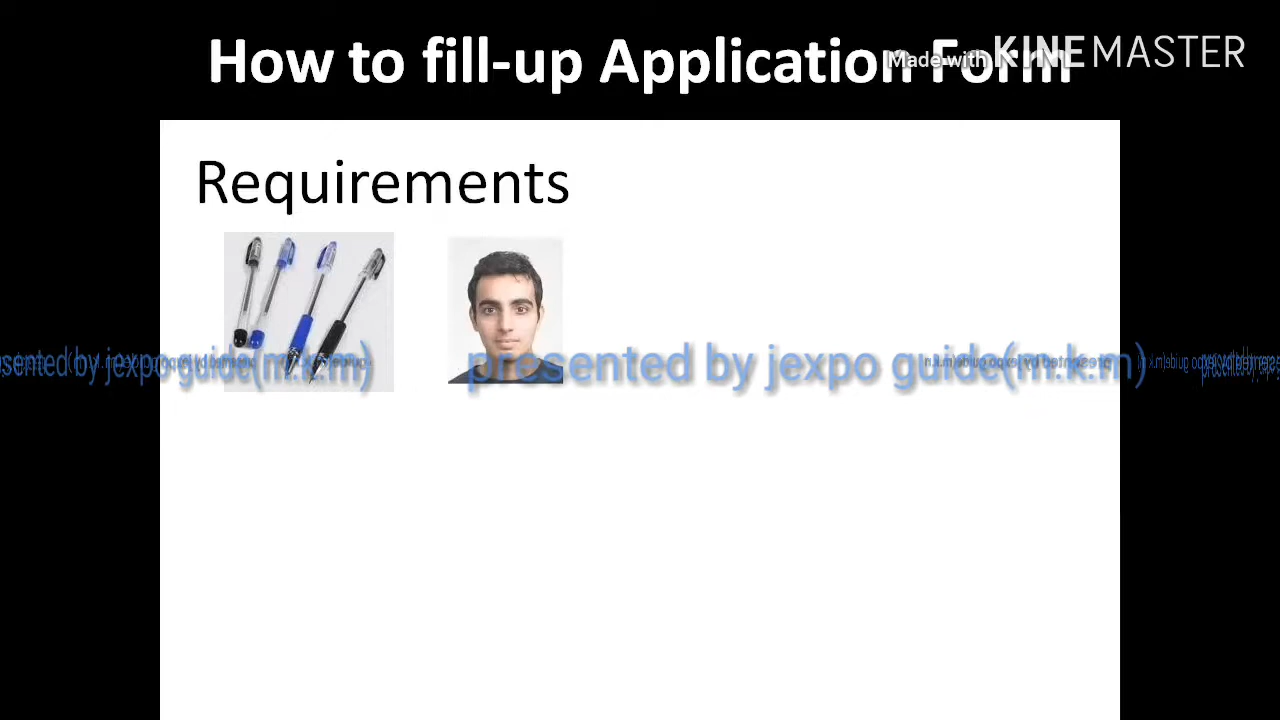 How to fill-up Application Form
Made with KINEMASTER
Requirements
presented by jexpo guide(m.k.m)